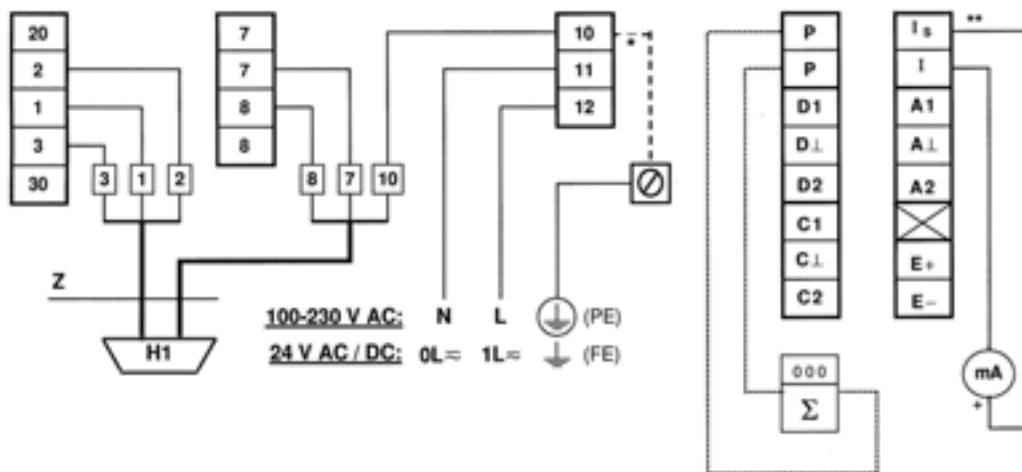 20
2
1
3
30
3 1 2
7
7
8
8
8 7 10
10
11
12
*
Z
H1
100-230 V AC: N L (PE)
24 V AC / DC: 0L≂ 1L≂ (FE)
P
P
D1
D⊥
D2
C1
C⊥
C2
000
Σ
Is
I
A1
A⊥
A2
E+
E−
**
mA
+